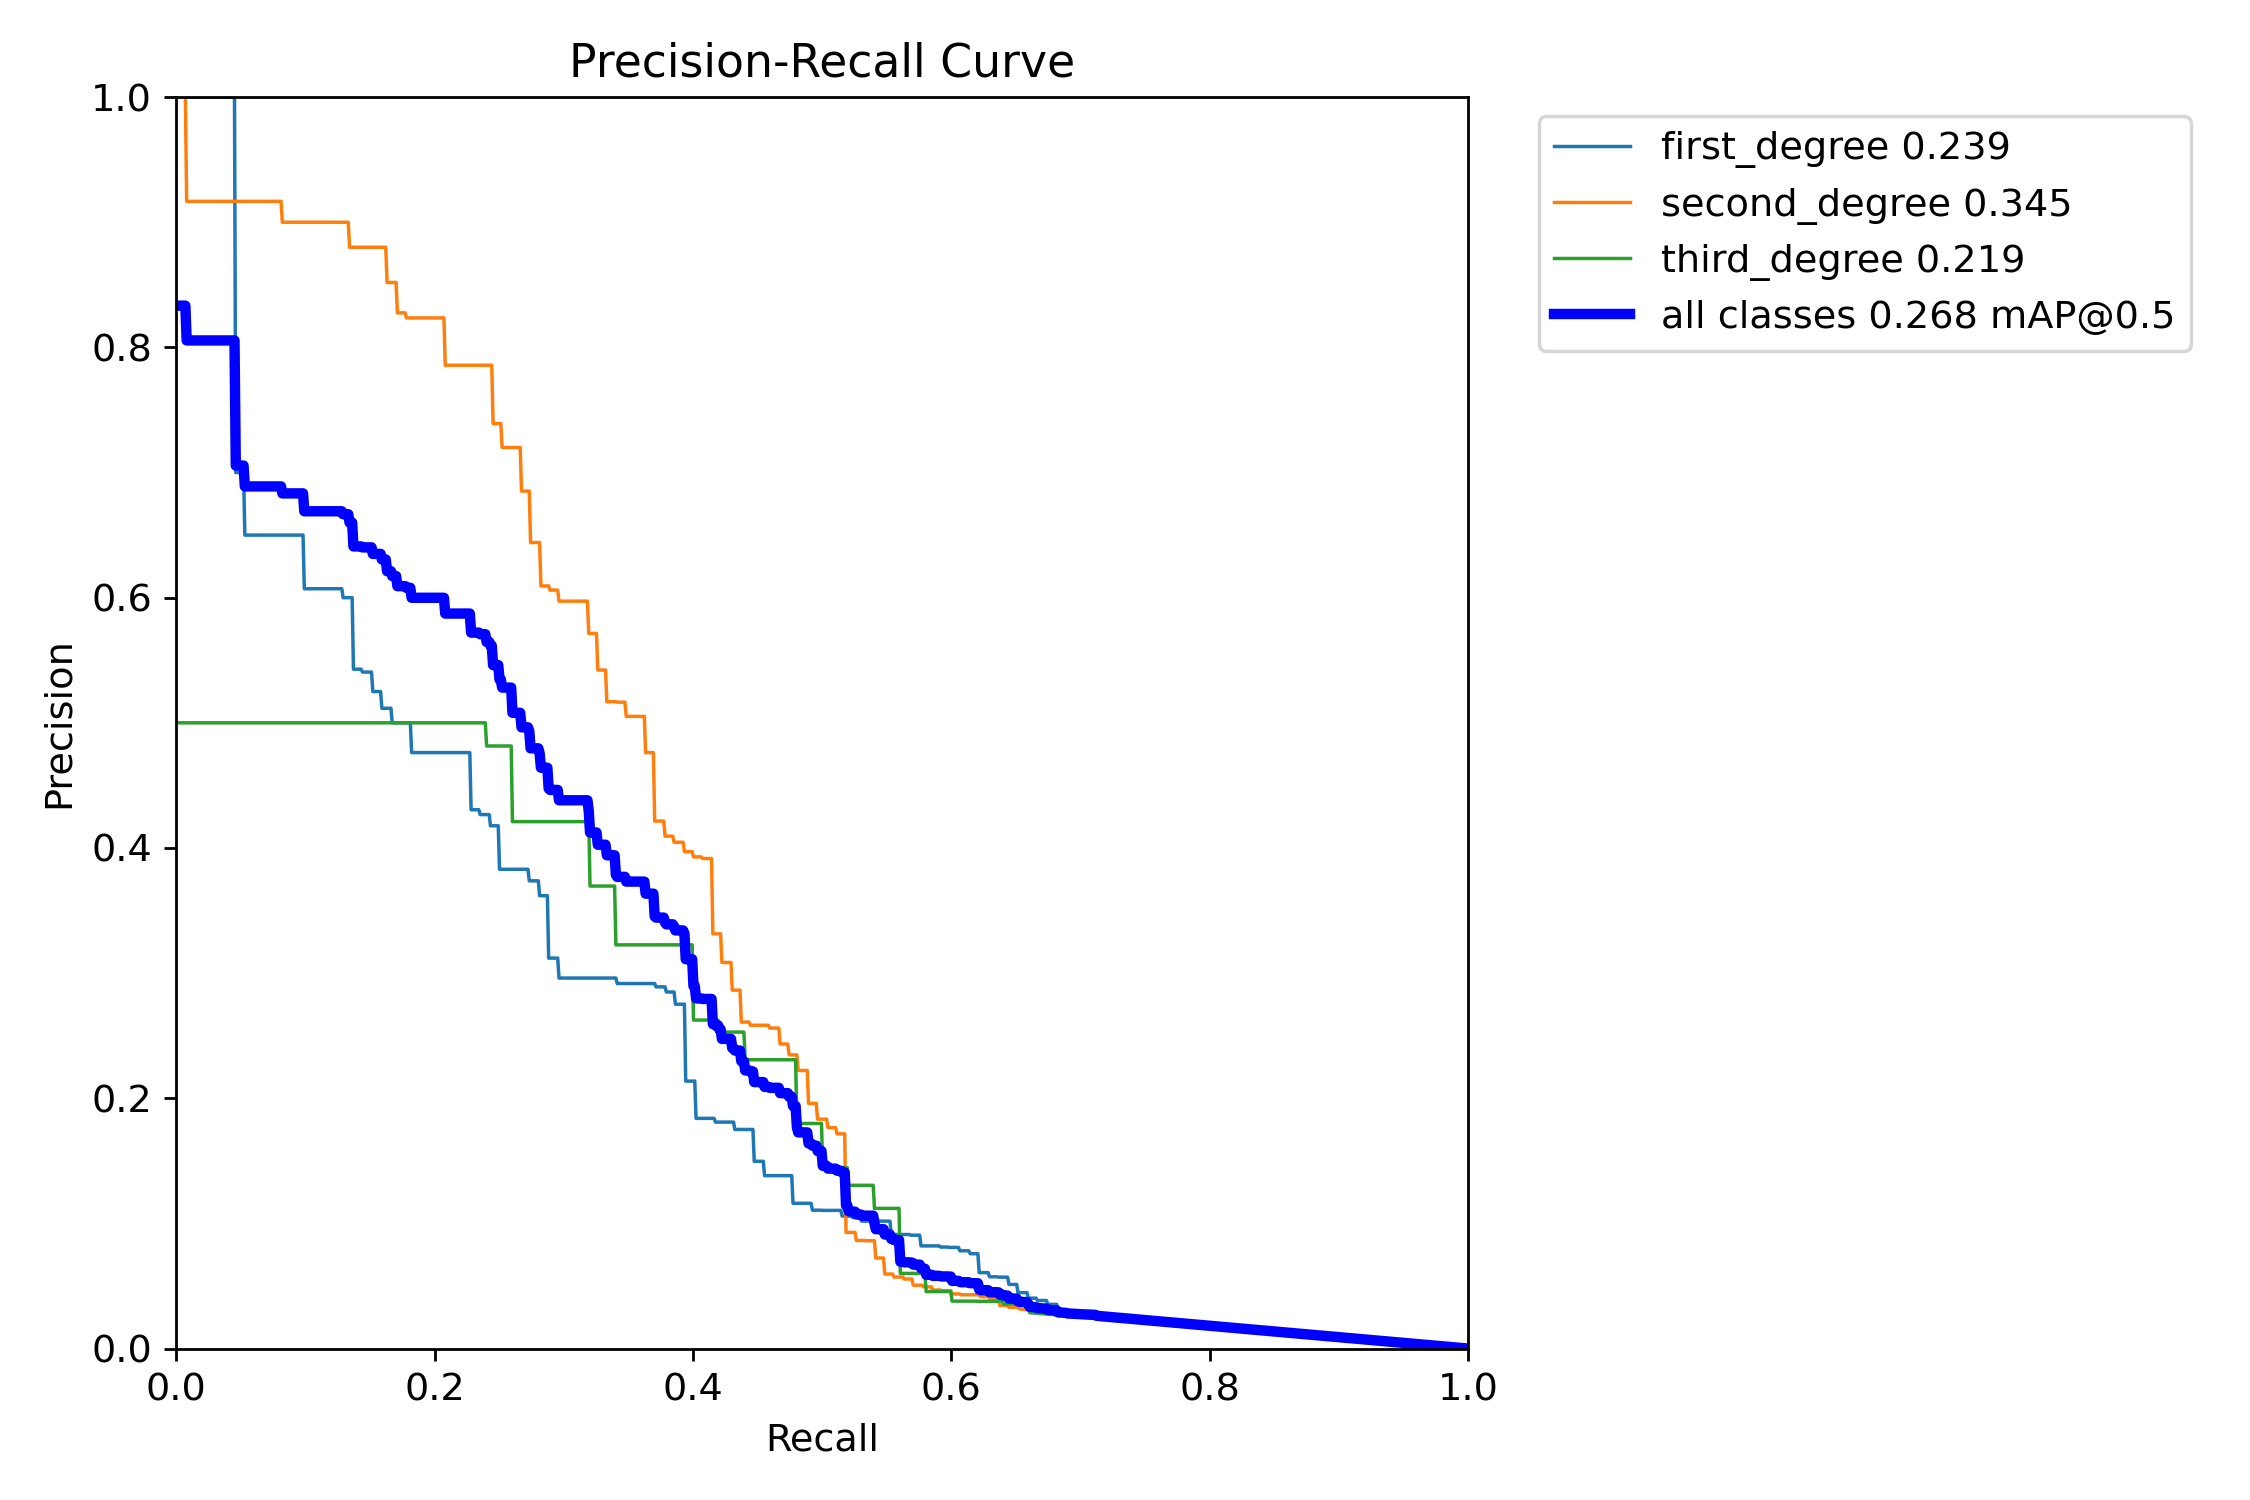 Precision-Recall Curve
1.0
0.8
0.6
0.4
0.2
0.0
Precision
0.0 0.2 0.4 0.6 0.8 1.0
Recall
first_degree 0.239
second_degree 0.345
third_degree 0.219
all classes 0.268 mAP@0.5